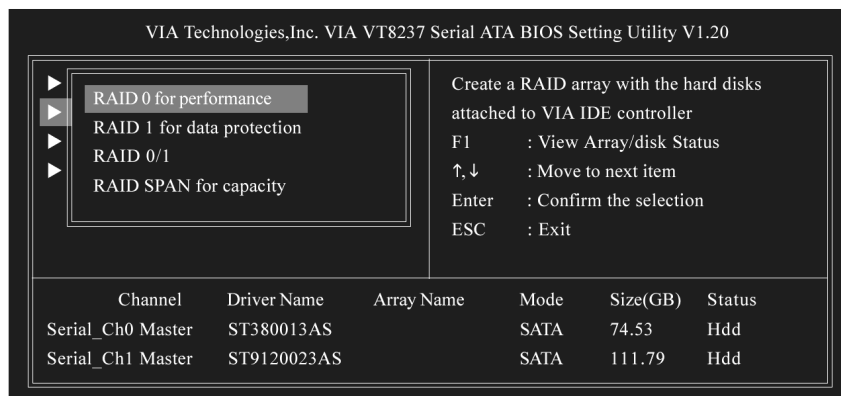 VIA Technologies,Inc. VIA VT8237 Serial ATA BIOS Setting Utility V1.20
RAID 0 for performance
RAID 1 for data protection
RAID 0/1
RAID SPAN for capacity
Create a RAID array with the hard disks
attached to VIA IDE controller
F1 : View Array/disk Status
↑,↓ : Move to next item
Enter : Confirm the selection
ESC : Exit
Channel Driver Name Array Name Mode Size(GB) Status
Serial_Ch0 Master ST380013AS SATA 74.53 Hdd
Serial_Ch1 Master ST9120023AS SATA 111.79 Hdd